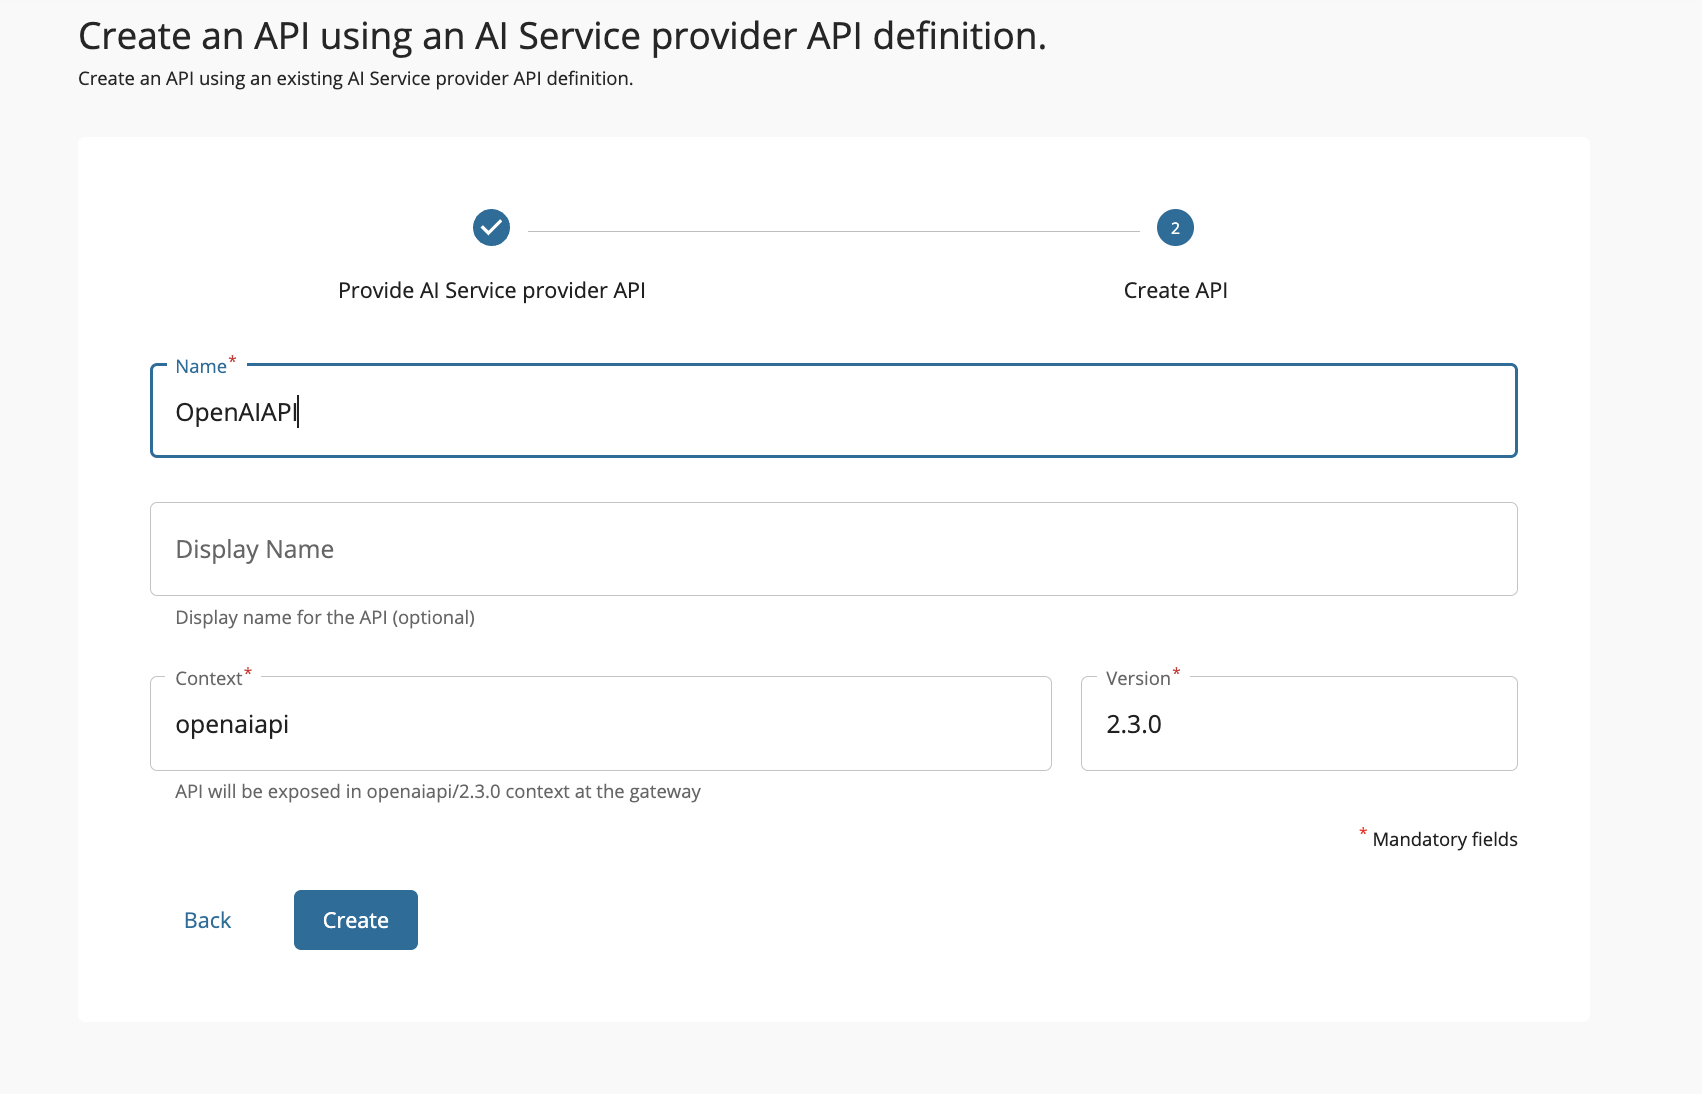 Create an API using an AI Service provider API definition.
Create an API using an existing AI Service provider API definition.
2
Provide AI Service provider API
Create API
Name*
OpenAIAPI
Display Name
Display name for the API (optional)
Context*
Version*
openaiapi
2.3.0
API will be exposed in openaiapi/2.3.0 context at the gateway
* Mandatory fields
Back
Create